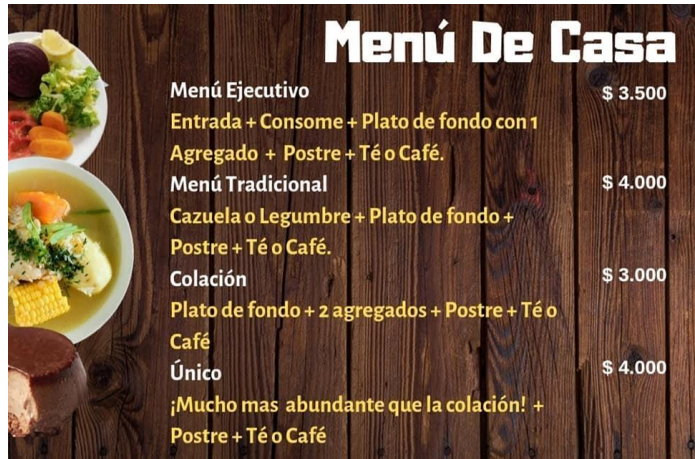 Menú De Casa
Menú Ejecutivo $ 3.500
Entrada + Consome + Plato de fondo con 1
Agregado + Postre + Té o Café.
Menú Tradicional $ 4.000
Cazuela o Legumbre + Plato de fondo +
Postre + Té o Café.
Colación $ 3.000
Plato de fondo + 2 agregados + Postre + Té o
Café
Único $ 4.000
¡Mucho mas abundante que la colación! +
Postre + Té o Café